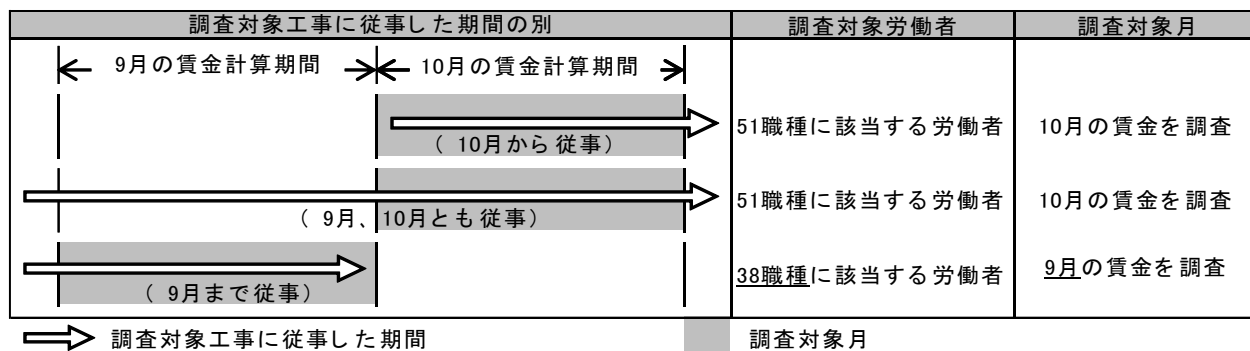 調査対象工事に従事した期間の別 調査対象労働者 調査対象月
9月の賃金計算期間 10月の賃金計算期間
51職種に該当する労働者 10月の賃金を調査
（10月から従事）
51職種に該当する労働者 10月の賃金を調査
（9月、10月とも従事）
38職種に該当する労働者 9月の賃金を調査
（9月まで従事）
調査対象工事に従事した期間 調査対象月